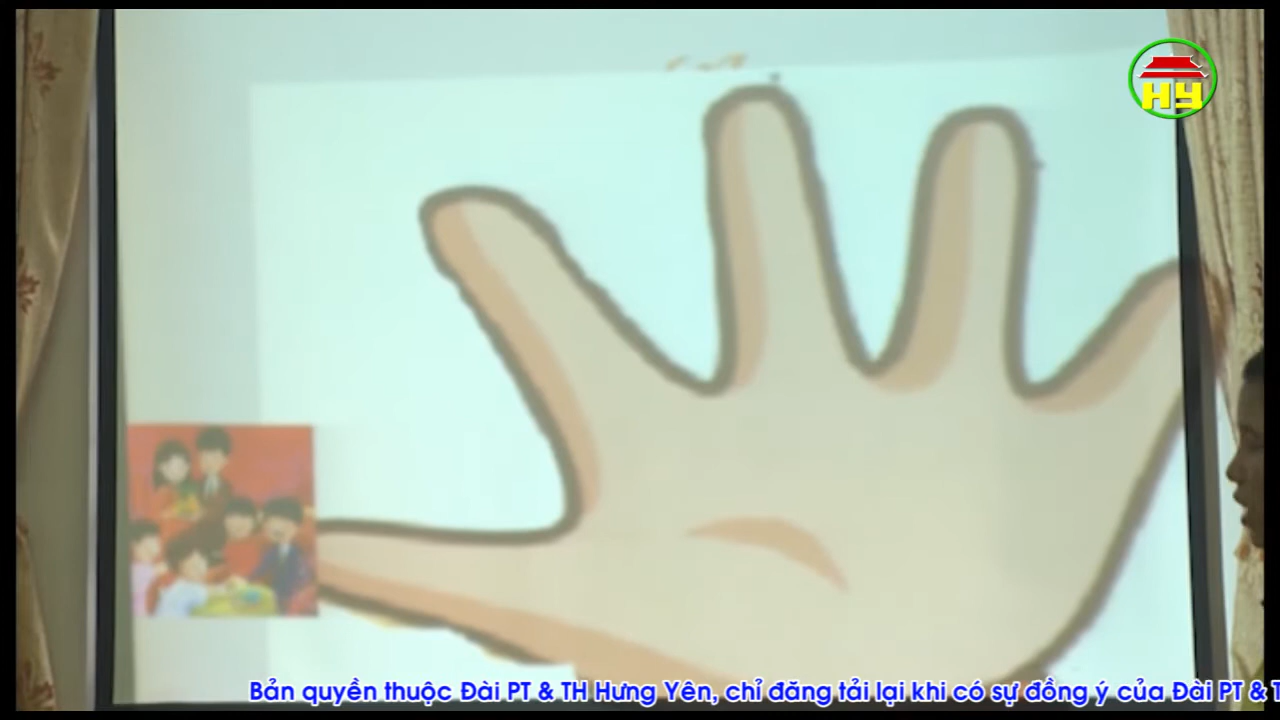 HY
Bản quyền thuộc Đài PT & TH Hưng Yên, chỉ đăng tải lại khi có sự đồng ý của Đài PT &